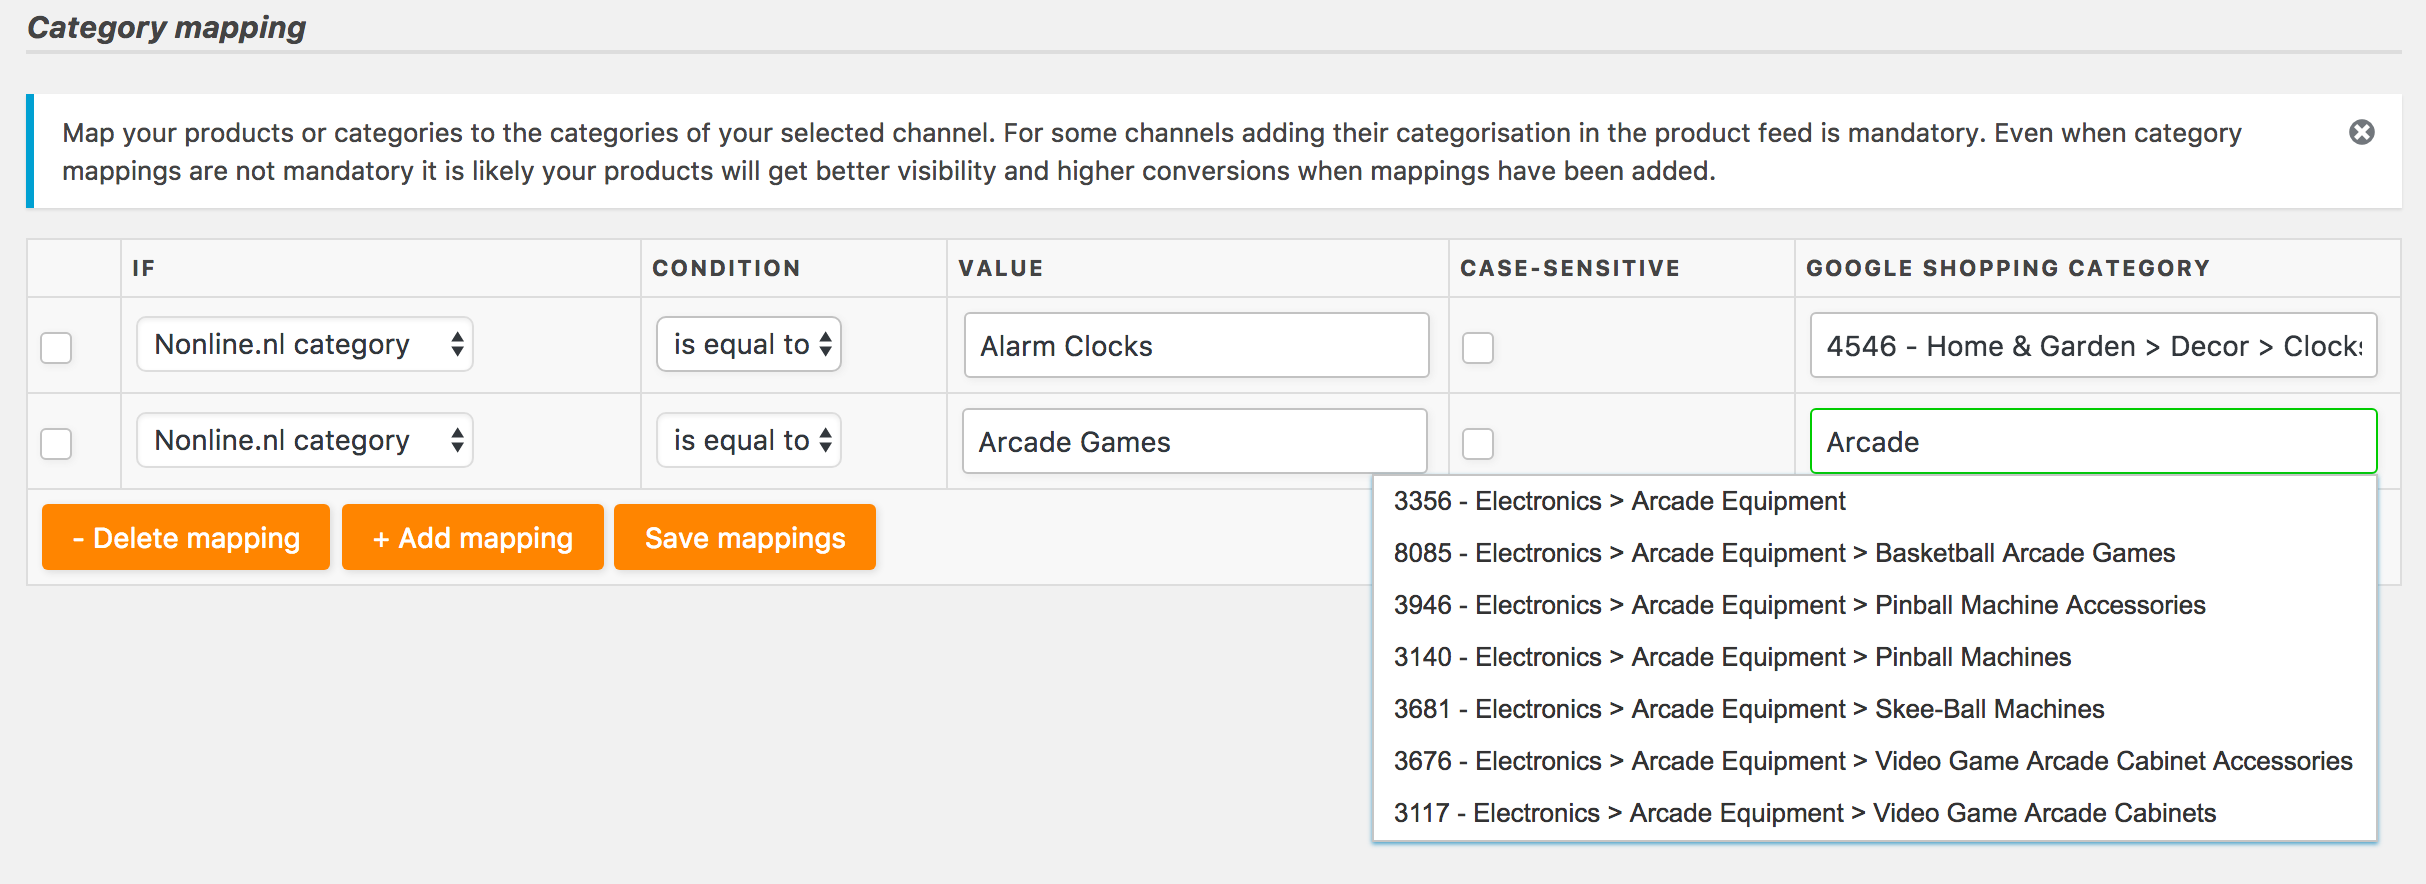 Category mapping
Map your products or categories to the categories of your selected channel. For some channels adding their categorisation in the product feed is mandatory. Even when category
mappings are not mandatory it is likely your products will get better visibility and higher conversions when mappings have been added.
IF CONDITION VALUE CASE-SENSITIVE GOOGLE SHOPPING CATEGORY
Nonline.nl category is equal to Alarm Clocks 4546 - Home & Garden > Decor > Clocks
Nonline.nl category is equal to Arcade Games Arcade
- Delete mapping + Add mapping Save mappings
3356 - Electronics > Arcade Equipment
8085 - Electronics > Arcade Equipment > Basketball Arcade Games
3946 - Electronics > Arcade Equipment > Pinball Machine Accessories
3140 - Electronics > Arcade Equipment > Pinball Machines
3681 - Electronics > Arcade Equipment > Skee-Ball Machines
3676 - Electronics > Arcade Equipment > Video Game Arcade Cabinet Accessories
3117 - Electronics > Arcade Equipment > Video Game Arcade Cabinets